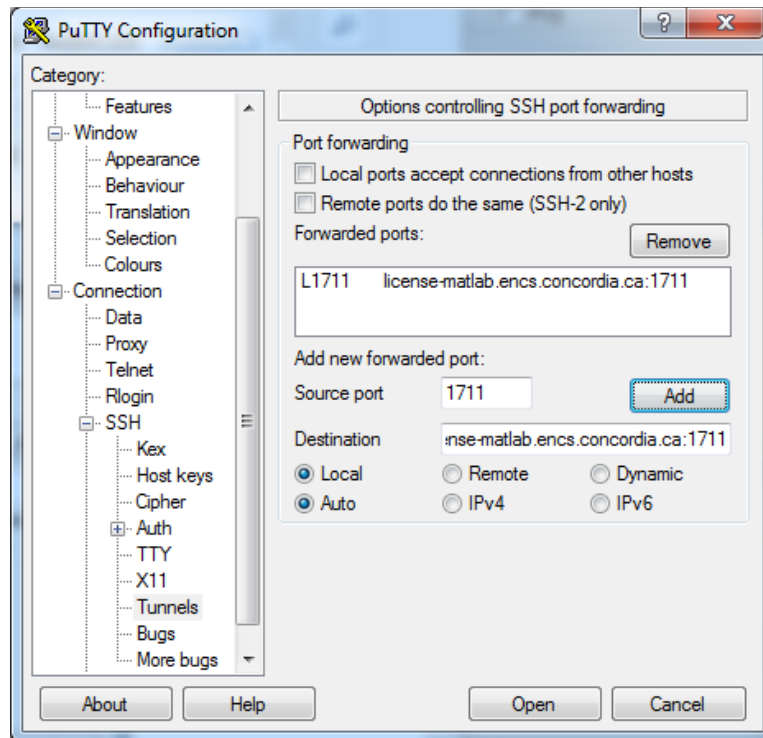 PuTTY Configuration
?
X
Category:
Features
Window
Appearance
Behaviour
Translation
Selection
Colours
Connection
Data
Proxy
Telnet
Rlogin
SSH
Kex
Host keys
Cipher
Auth
TTY
X11
Tunnels
Bugs
More bugs
Options controlling SSH port forwarding
Port forwarding
Local ports accept connections from other hosts
Remote ports do the same (SSH-2 only)
Forwarded ports:
Remove
L1711 license-matlab.encs.concordia.ca:1711
Add new forwarded port:
Source port 1711 Add
Destination nse-matlab.encs.concordia.ca:1711
Local Remote Dynamic
Auto IPv4 IPv6
About Help Open Cancel